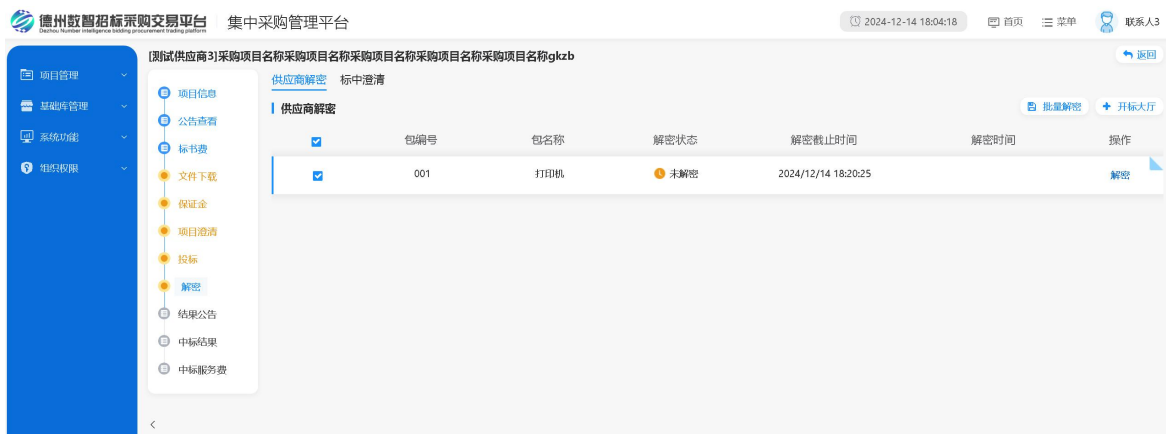 德州数智招标采购交易平台 集中采购管理平台 2024-12-14 18:04:18 首页 菜单 联系人3
Dezhou Number intelligence bidding procurement trading platform
[测试供应商3]采购项目名称采购项目名称采购项目名称采购项目名称采购项目名称gkzb 返回
项目管理
基础库管理
系统功能
组织权限
项目信息
公告查看
标书费
文件下载
保证金
项目澄清
投标
解密
结果公告
中标结果
中标服务费
供应商解密 标中澄清
供应商解密 批量解密 开标大厅
包编号 包名称 解密状态 解密截止时间 解密时间 操作
001 打印机 未解密 2024/12/14 18:20:25 解密